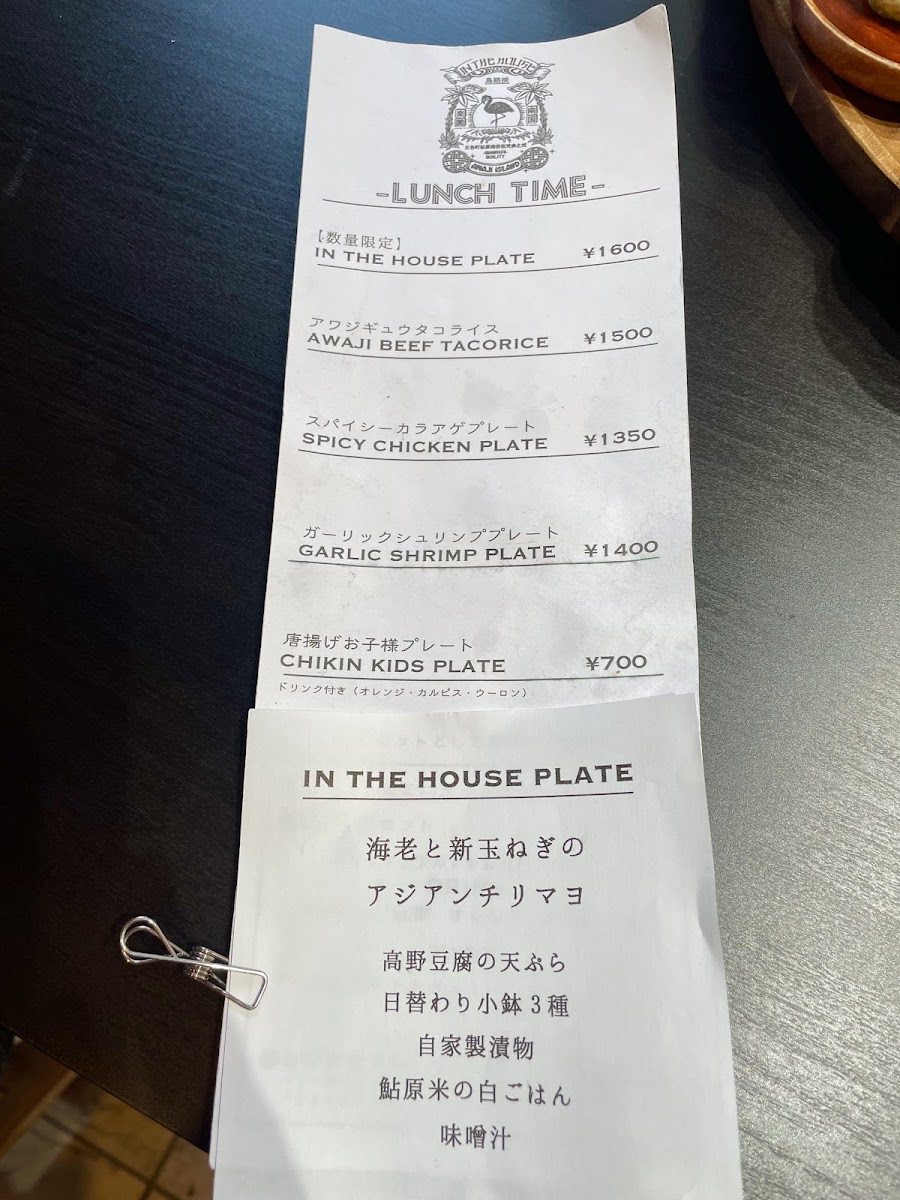 IN THE HOUSE
AWAJI ISLAND
-LUNCH TIME-
【数量限定】
IN THE HOUSE PLATE ¥1600
アワジギュウタコライス
AWAJI BEEF TACORICE ¥1500
スパイシーカラアゲプレート
SPICY CHICKEN PLATE ¥1350
ガーリックシュリンププレート
GARLIC SHRIMP PLATE ¥1400
唐揚げお子様プレート
CHIKIN KIDS PLATE ¥700
ドリンク付き（オレンジ・カルピス・ウーロン）
IN THE HOUSE PLATE
海老と新玉ねぎの
アジアンチリマヨ
高野豆腐の天ぷら
日替わり小鉢3種
自家製漬物
鮎原米の白ごはん
味噌汁